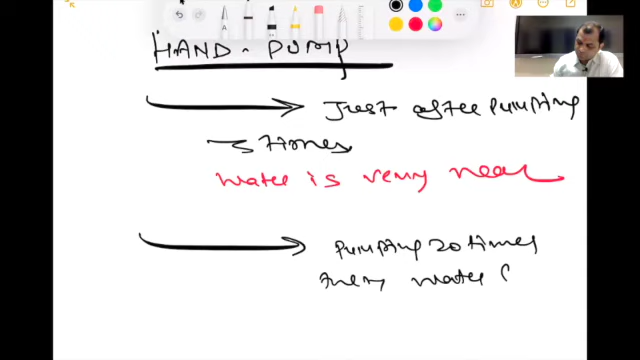 HAND - PUMP
Just after pumping
5 times
water is very near
pumping 20 times
then water